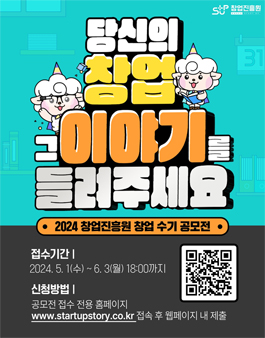 창업진흥원
당신의
창업
그 이야기를
들려주세요
2024 창업진흥원 창업 수기 공모전
접수기간 |
2024. 5. 1(수) ~ 6. 3(월) 18:00까지
신청방법 |
공모전 접수 전용 홈페이지
www.startupstory.co.kr 접속 후 웹페이지 내 제출
31